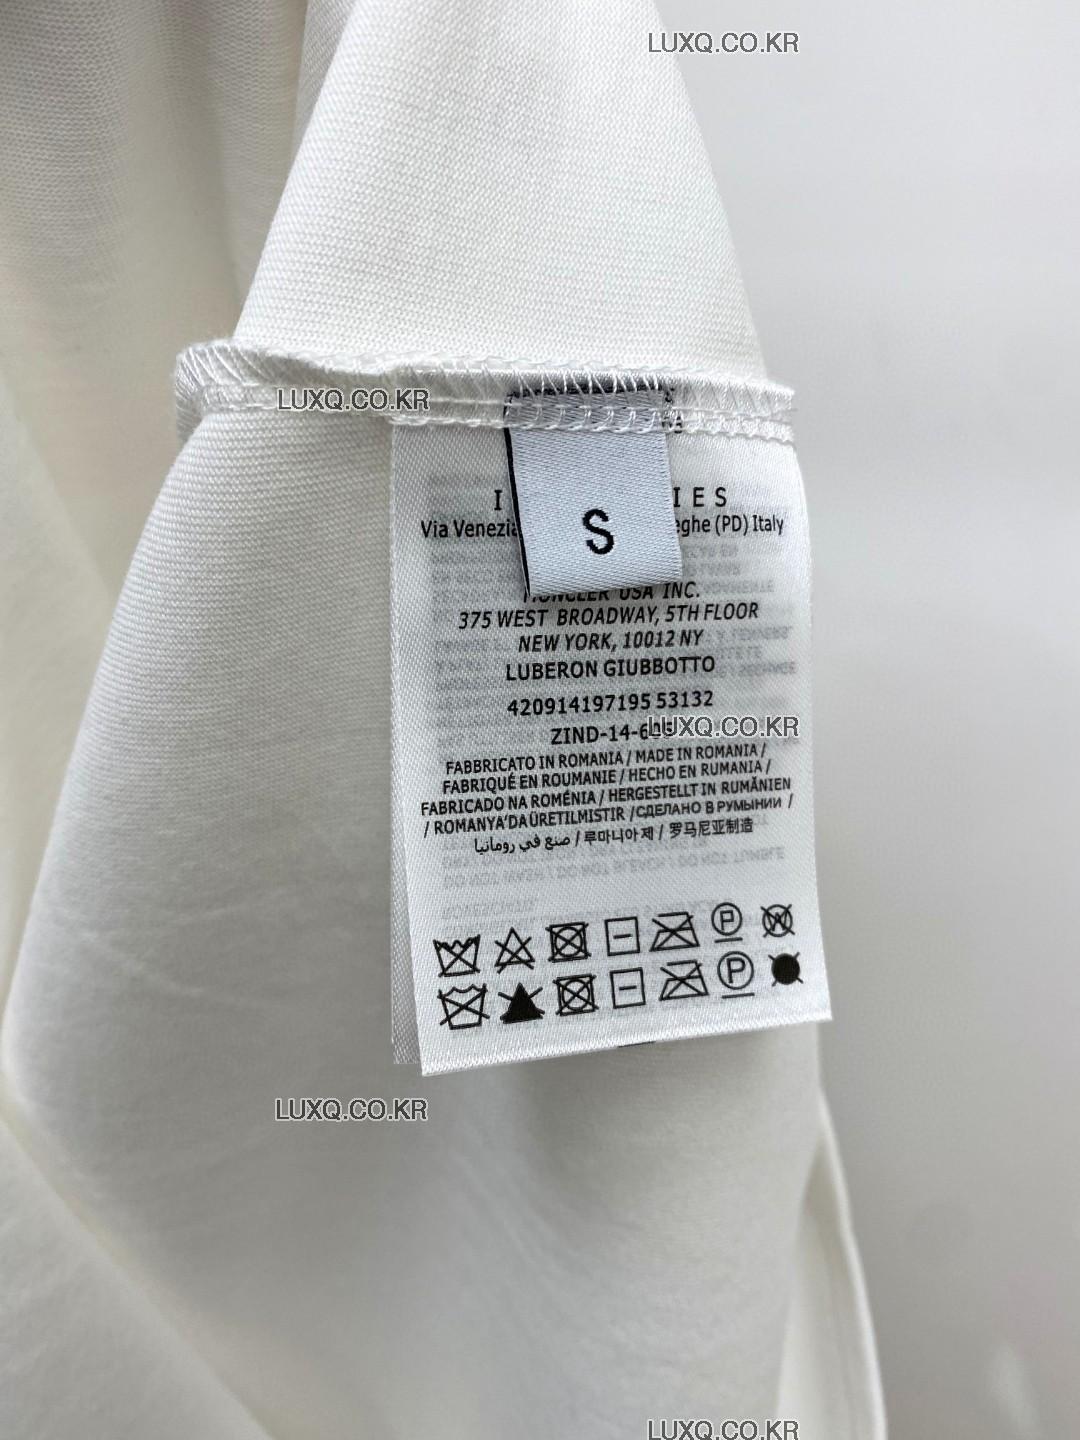 LUXQ.CO.KR
LUXQ.CO.KR
I IES
Via Venezia eghe (PD) Italy
S
MONCLER USA INC.
375 WEST BROADWAY, 5TH FLOOR
NEW YORK, 10012 NY
LUBERON GIUBBOTTO
420914197195 53132
ZIND-14-6
LUXQ.CO.KR
FABBRICATO IN ROMANIA / MADE IN ROMANIA /
FABRIQUÉ EN ROUMANIE / HECHO EN RUMANIA /
FABRICADO NA ROMÉNIA / HERGESTELLT IN RUMÄNIEN
/ ROMANYA'DA ÜRETILMISTIR / СДЕЛАНО В РУМЫНИИ /
صنع في رومانيا / 루마니아 제 / 罗马尼亚制造
P W
P
LUXQ.CO.KR
LUXQ.CO.KR